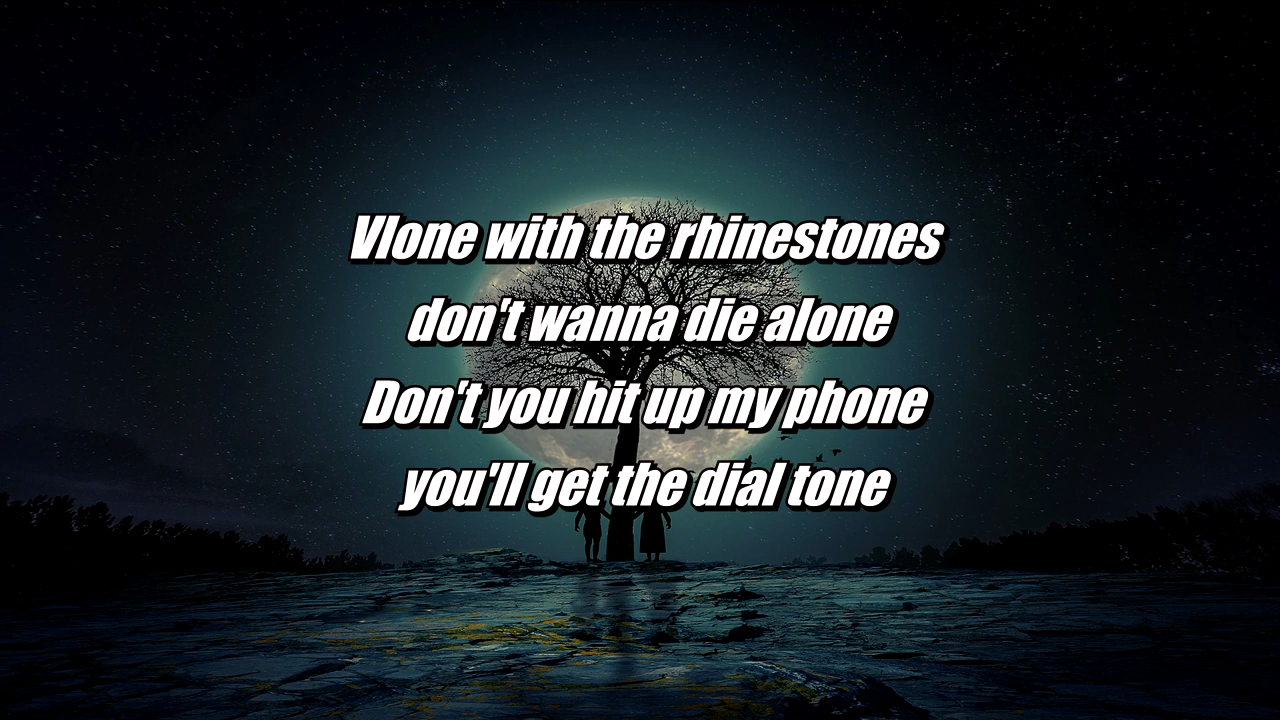 Vlone with the rhinestones
don't wanna die alone
Don't you hit up my phone
you'll get the dial tone